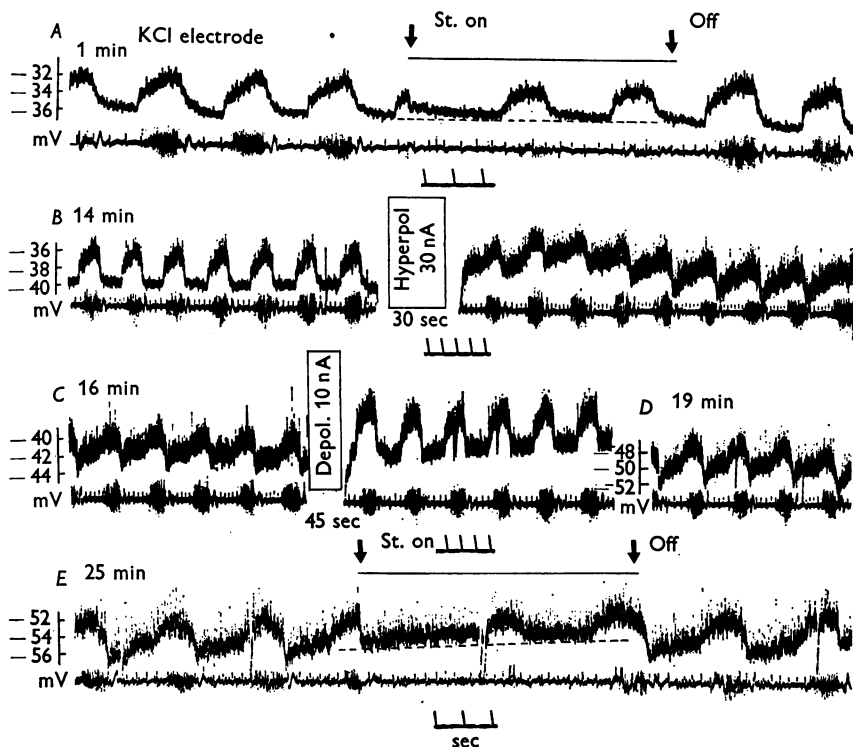 A KCl electrode St. on Off
1 min
— 32
— 34
— 36
mV
B 14 min
— 36
— 38
— 40
mV
Hyperpol
30 nA
30 sec
C 16 min
— 40
— 42
— 44
mV
Depol. 10 nA
45 sec
D 19 min
— 48
— 50
— 52
mV
St. on Off
E 25 min
— 52
— 54
— 56
mV
sec